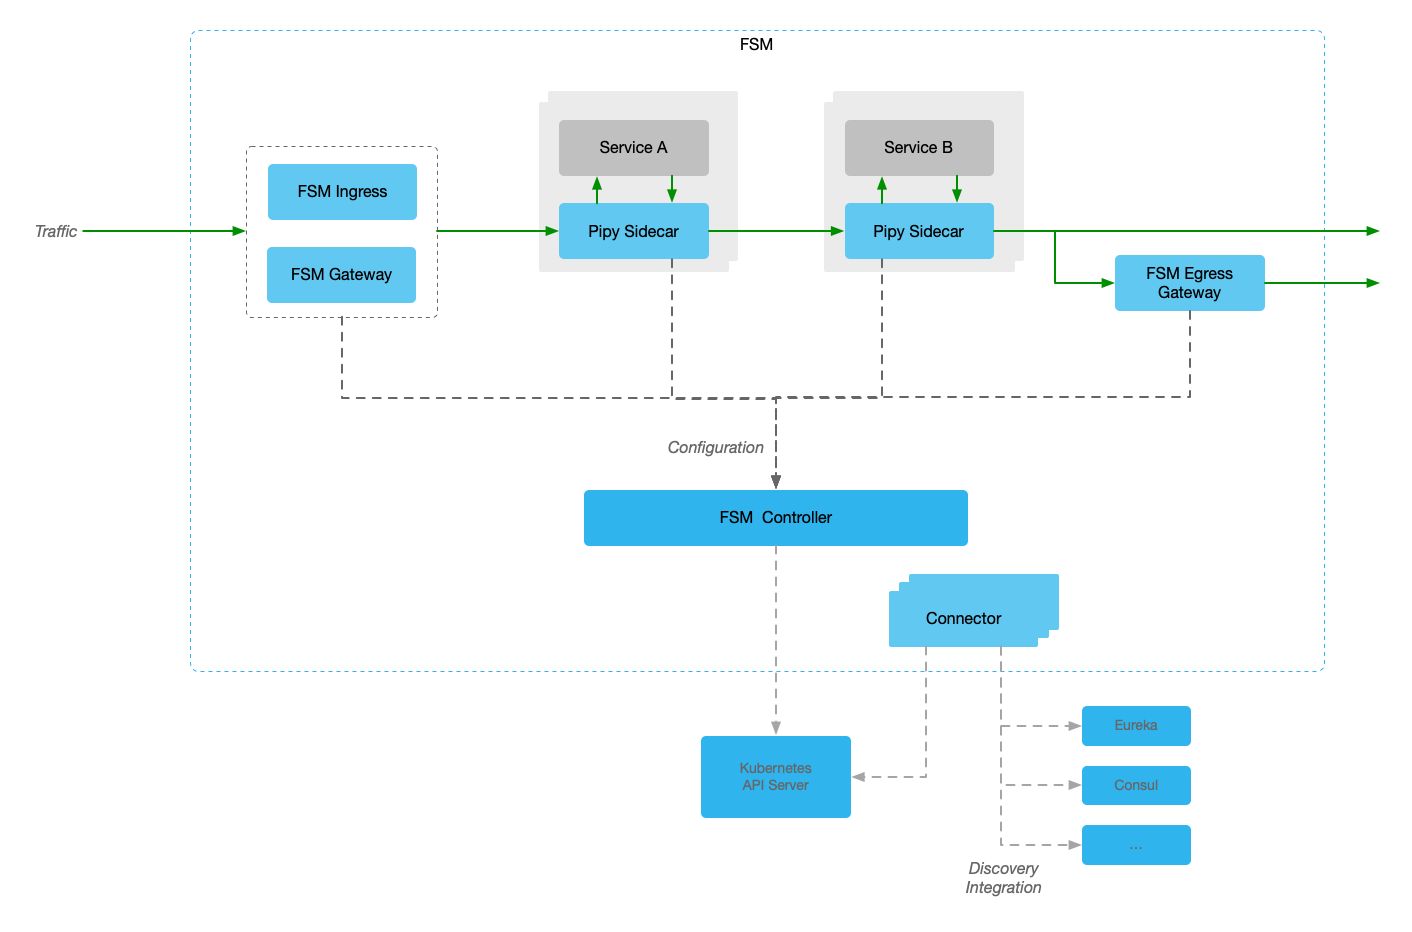 FSM
Service A
Service B
FSM Ingress
Traffic
Pipy Sidecar
Pipy Sidecar
FSM Gateway
FSM Egress
Gateway
Configuration
FSM Controller
Connector
Eureka
Kubernetes
API Server
Consul
...
Discovery
Integration